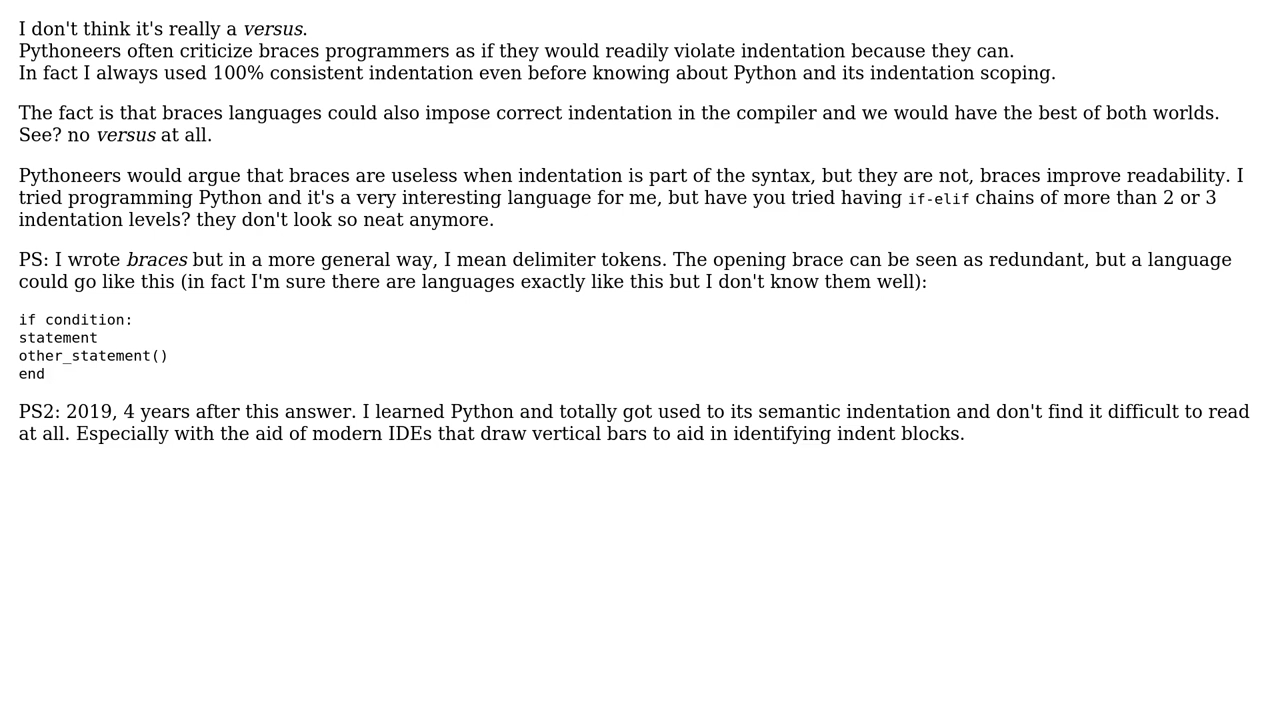 I don't think it's really a versus.
Pythoneers often criticize braces programmers as if they would readily violate indentation because they can.
In fact I always used 100% consistent indentation even before knowing about Python and its indentation scoping.
The fact is that braces languages could also impose correct indentation in the compiler and we would have the best of both worlds.
See? no versus at all.
Pythoneers would argue that braces are useless when indentation is part of the syntax, but they are not, braces improve readability. I
tried programming Python and it's a very interesting language for me, but have you tried having if-elif chains of more than 2 or 3
indentation levels? they don't look so neat anymore.
PS: I wrote braces but in a more general way, I mean delimiter tokens. The opening brace can be seen as redundant, but a language
could go like this (in fact I'm sure there are languages exactly like this but I don't know them well):
if condition:
statement
other_statement()
end
PS2: 2019, 4 years after this answer. I learned Python and totally got used to its semantic indentation and don't find it difficult to read
at all. Especially with the aid of modern IDEs that draw vertical bars to aid in identifying indent blocks.